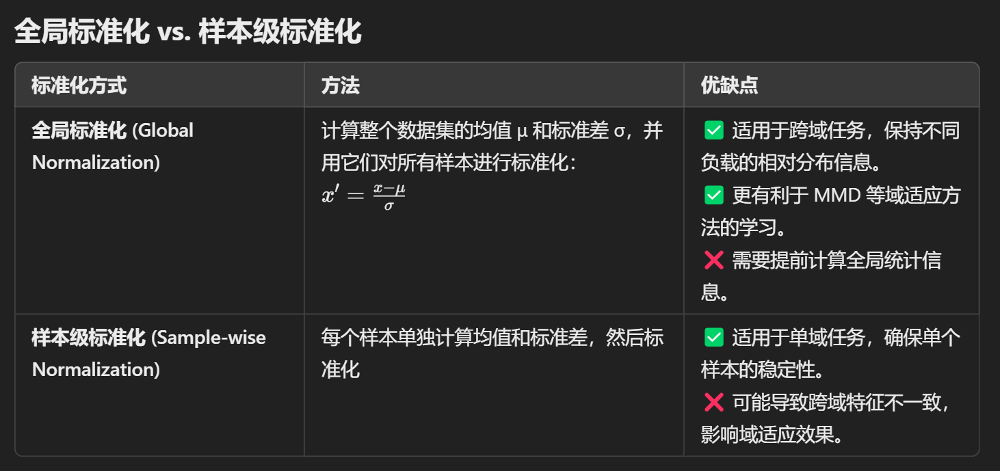 全局标准化 vs. 样本级标准化
标准化方式
方法
优缺点
全局标准化 (Global
Normalization)
计算整个数据集的均值 μ 和标准差 σ，并
用它们对所有样本进行标准化：
x′ = (x−μ)/σ
✅ 适用于跨域任务，保持不同
负载的相对分布信息。
✅ 更有利于 MMD 等域适应方
法的学习。
❌ 需要提前计算全局统计信
息。
样本级标准化 (Sample-wise
Normalization)
每个样本单独计算均值和标准差，然后标
准化
✅ 适用于单域任务，确保单个
样本的稳定性。
❌ 可能导致跨域特征不一致，
影响域适应效果。